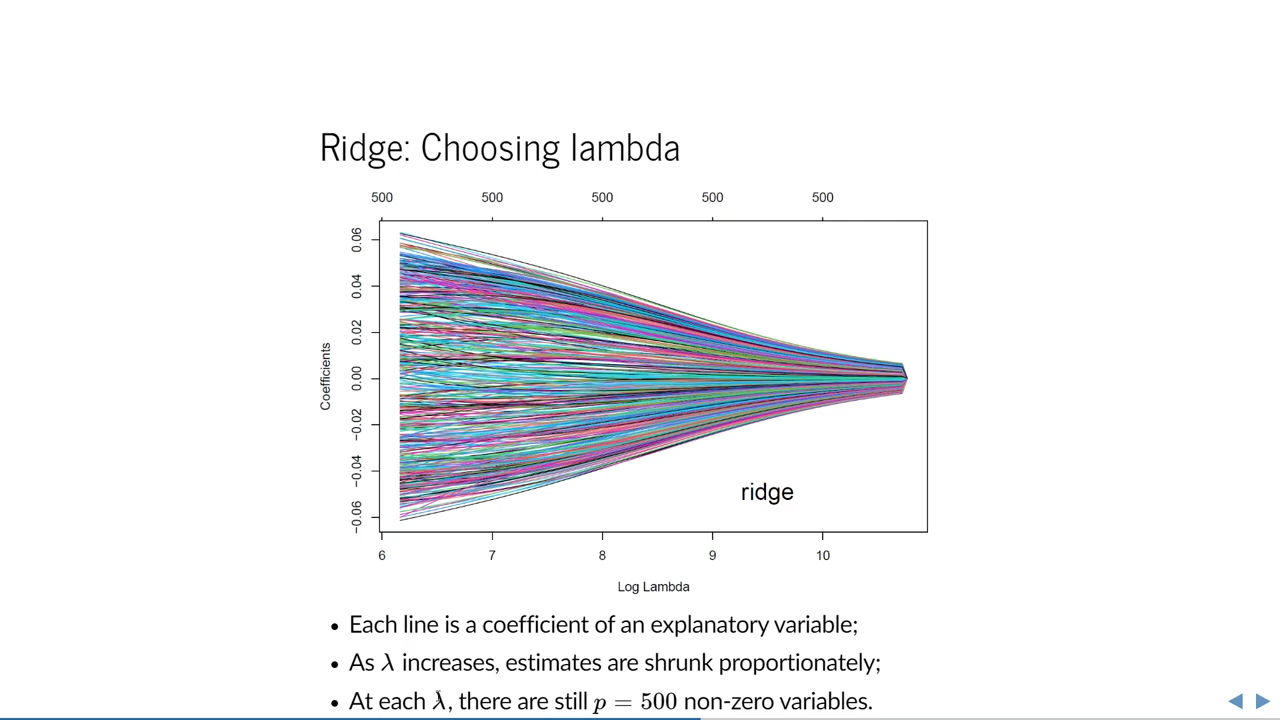 Ridge: Choosing lambda
500 500 500 500 500
0.06
0.04
0.02
0.00
−0.02
−0.04
−0.06
Coefficients
ridge
6 7 8 9 10
Log Lambda
• Each line is a coefficient of an explanatory variable;
• As λ increases, estimates are shrunk proportionately;
• At each λ, there are still p = 500 non-zero variables.